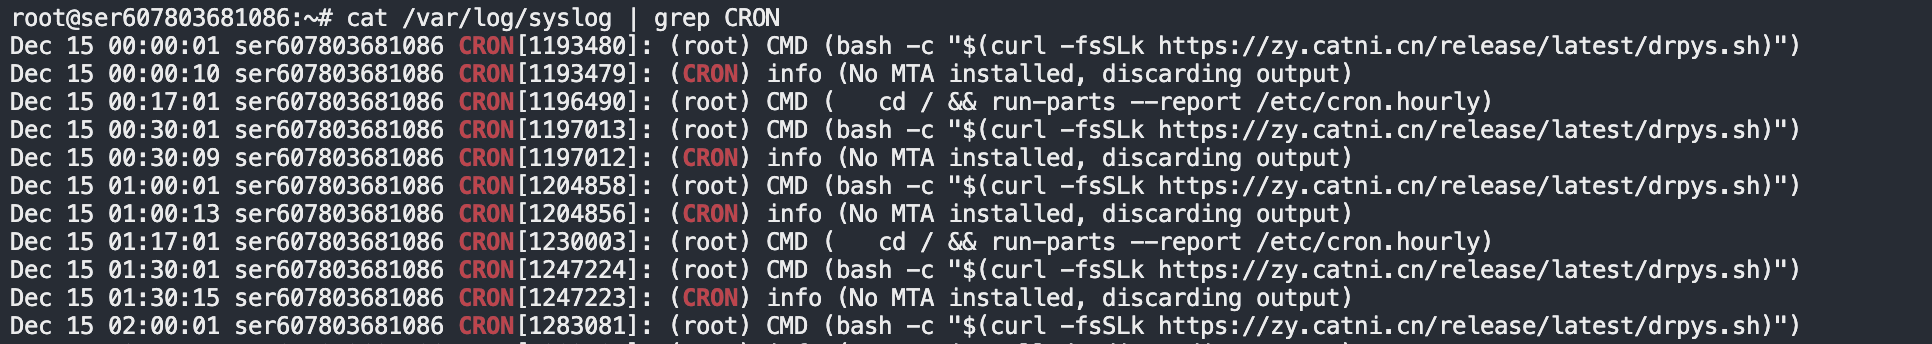 root@ser607803681086:~# cat /var/log/syslog | grep CRON
Dec 15 00:00:01 ser607803681086 CRON[1193480]: (root) CMD (bash -c "$(curl -fsSLk https://zy.catni.cn/release/latest/drpys.sh)")
Dec 15 00:00:10 ser607803681086 CRON[1193479]: (CRON) info (No MTA installed, discarding output)
Dec 15 00:17:01 ser607803681086 CRON[1196490]: (root) CMD (   cd / && run-parts --report /etc/cron.hourly)
Dec 15 00:30:01 ser607803681086 CRON[1197013]: (root) CMD (bash -c "$(curl -fsSLk https://zy.catni.cn/release/latest/drpys.sh)")
Dec 15 00:30:09 ser607803681086 CRON[1197012]: (CRON) info (No MTA installed, discarding output)
Dec 15 01:00:01 ser607803681086 CRON[1204858]: (root) CMD (bash -c "$(curl -fsSLk https://zy.catni.cn/release/latest/drpys.sh)")
Dec 15 01:00:13 ser607803681086 CRON[1204856]: (CRON) info (No MTA installed, discarding output)
Dec 15 01:17:01 ser607803681086 CRON[1230003]: (root) CMD (   cd / && run-parts --report /etc/cron.hourly)
Dec 15 01:30:01 ser607803681086 CRON[1247224]: (root) CMD (bash -c "$(curl -fsSLk https://zy.catni.cn/release/latest/drpys.sh)")
Dec 15 01:30:15 ser607803681086 CRON[1247223]: (CRON) info (No MTA installed, discarding output)
Dec 15 02:00:01 ser607803681086 CRON[1283081]: (root) CMD (bash -c "$(curl -fsSLk https://zy.catni.cn/release/latest/drpys.sh)")